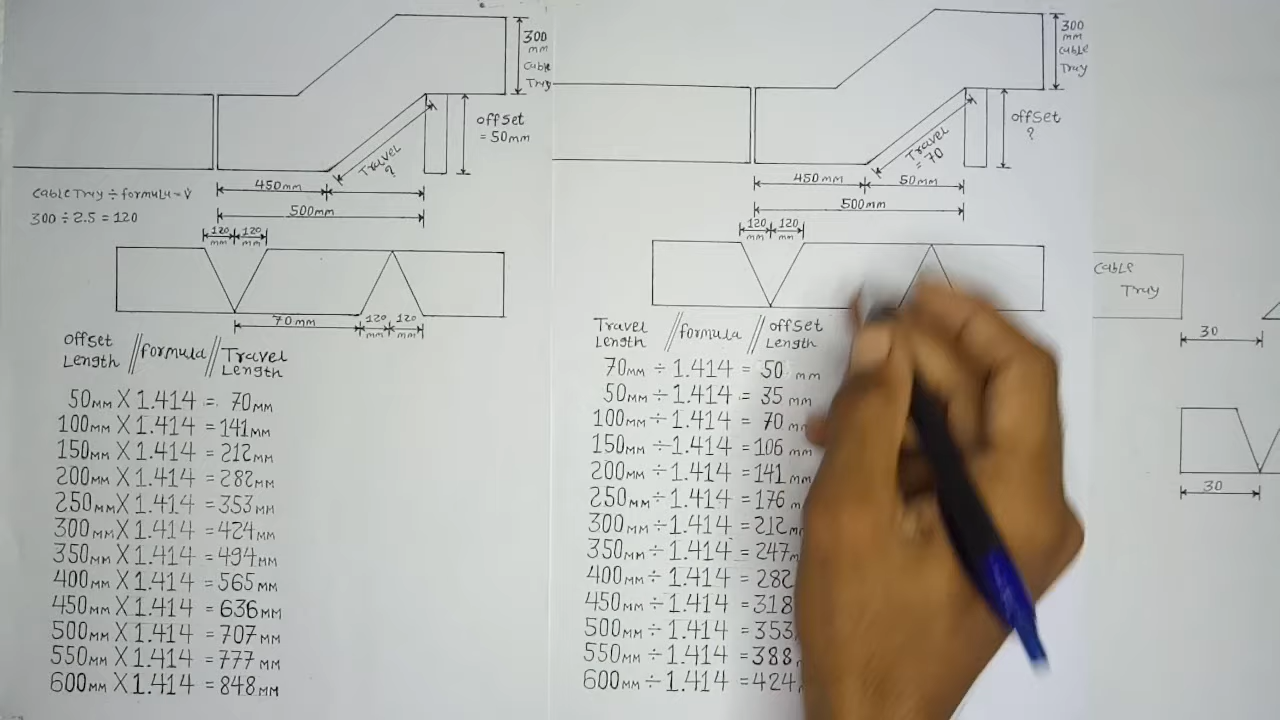 300
mm
Cable
Tray
offset
= 50mm
Travel
?
450mm
500mm
Cable Tray ÷ formula = V
300 ÷ 2.5 = 120
120 120
mm mm
70mm
120 120
mm mm
offset Length // formula // Travel Length
50MM X 1.414 = 70MM
100MM X 1.414 = 141MM
150MM X 1.414 = 212MM
200MM X 1.414 = 282MM
250MM X 1.414 = 353MM
300MM X 1.414 = 424MM
350MM X 1.414 = 494MM
400MM X 1.414 = 565MM
450MM X 1.414 = 636MM
500MM X 1.414 = 707MM
550MM X 1.414 = 777MM
600MM X 1.414 = 848MM
300
mm
Cable
Tray
offset
?
Travel
= 70
450mm
50mm
500mm
120 120
mm mm
Travel Length // formula // offset Length
70MM ÷ 1.414 = 50 mm
50MM ÷ 1.414 = 35 mm
100MM ÷ 1.414 = 70 mm
150MM ÷ 1.414 = 106 mm
200MM ÷ 1.414 = 141 mm
250MM ÷ 1.414 = 176 m
300MM ÷ 1.414 = 212 m
350MM ÷ 1.414 = 247 m
400MM ÷ 1.414 = 282
450MM ÷ 1.414 = 318
500MM ÷ 1.414 = 353
550MM ÷ 1.414 = 388
600MM ÷ 1.414 = 424
Cable
Tray
30
30